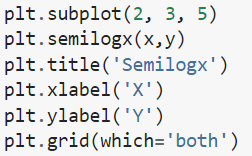 plt.subplot(2, 3, 5)
plt.semilogx(x,y)
plt.title('Semilogx')
plt.xlabel('X')
plt.ylabel('Y')
plt.grid(which='both')